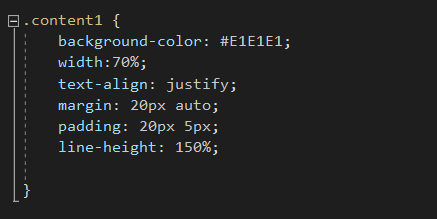 .content1 {
background-color: #E1E1E1;
width:70%;
text-align: justify;
margin: 20px auto;
padding: 20px 5px;
line-height: 150%;
}